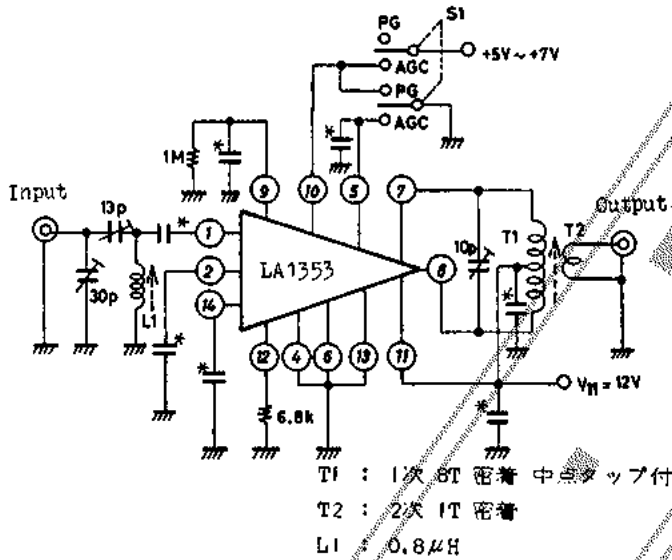 PG
S1
AGC
+5V~+7V
PG
AGC
*
1M
*
9
10
5
7
Input
Output
13p
*
1
2
14
LA1353
8
10p
T1
T2
30p
L1
*
*
12
4
6
13
11
*
6.8k
*
V11=12V
T1 : 1次 8T 密着 中点タップ付
T2 : 2次 1T 密着
L1 : 0.8μH